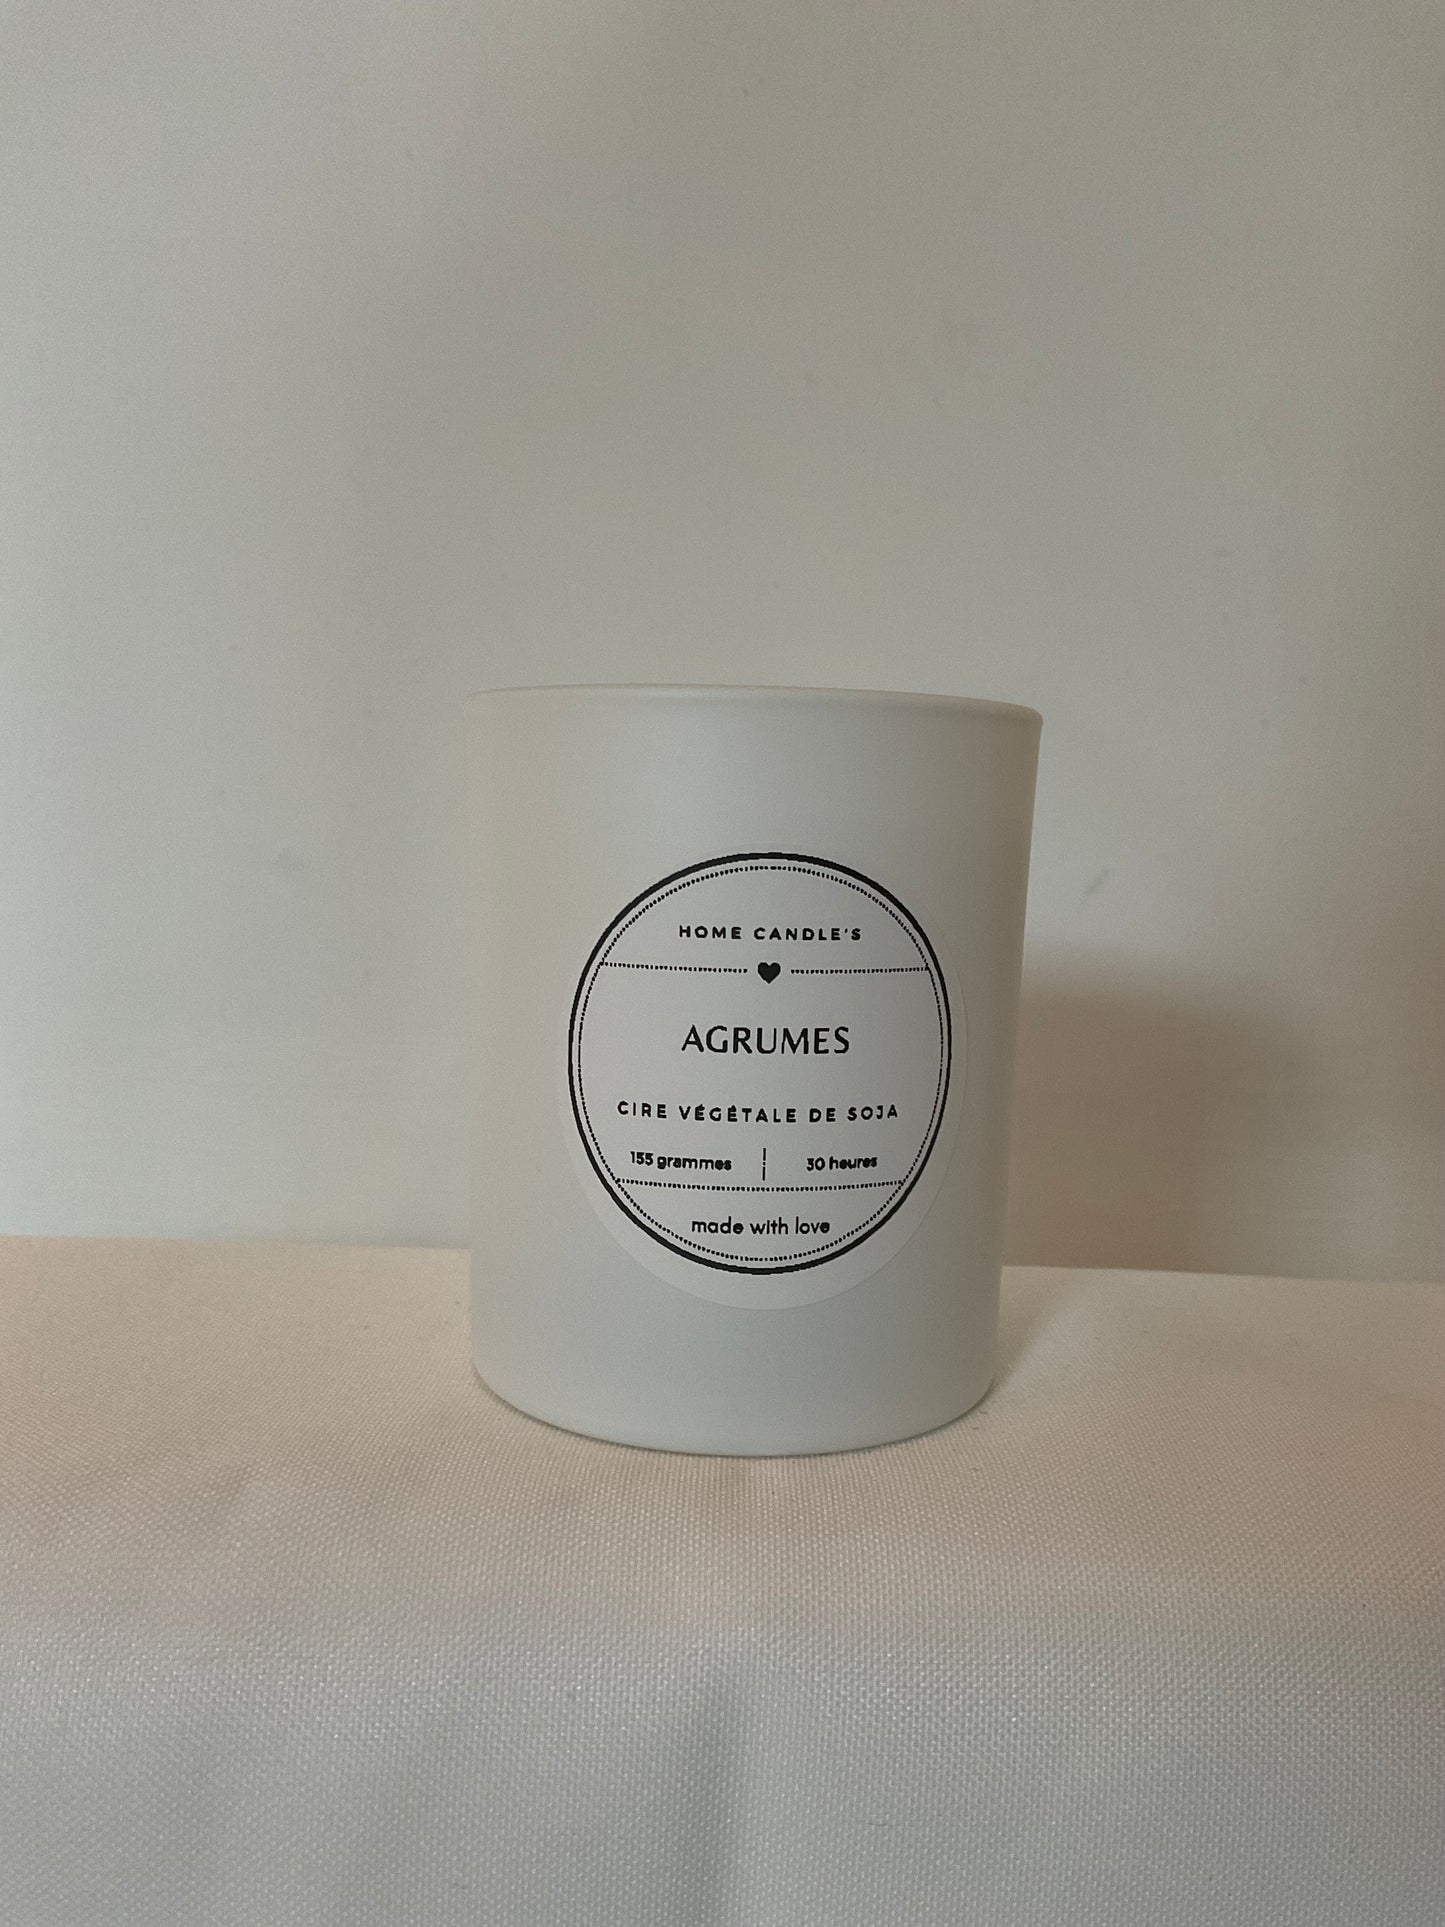 HOME CANDLE'S
AGRUMES
CIRE VÉGÉTALE DE SOJA
155 grammes | 30 heures
made with love